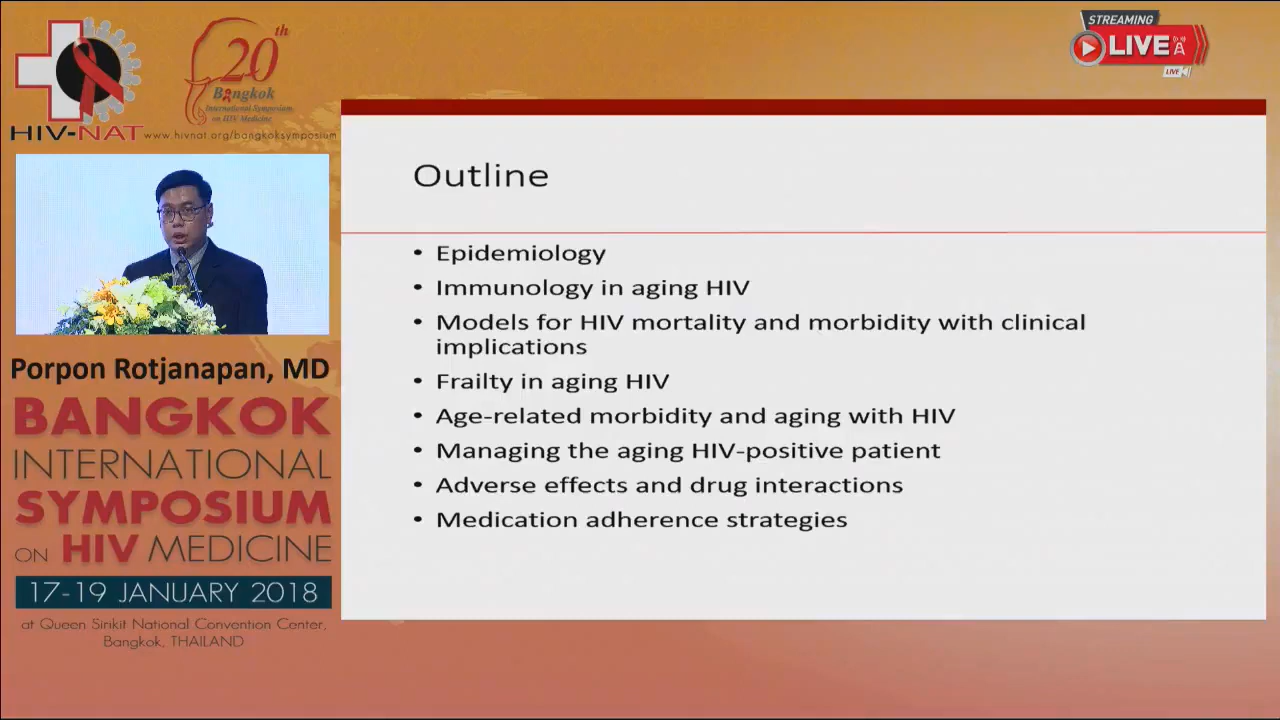 HIV-NAT
www.hivnat.org/bangkoksymposium
20th
Bangkok
International Symposium
on HIV Medicine
STREAMING
LIVE
LIVE
Outline
• Epidemiology
• Immunology in aging HIV
• Models for HIV mortality and morbidity with clinical
implications
• Frailty in aging HIV
• Age-related morbidity and aging with HIV
• Managing the aging HIV-positive patient
• Adverse effects and drug interactions
• Medication adherence strategies
Porpon Rotjanapan, MD
BANGKOK
INTERNATIONAL
SYMPOSIUM
ON HIV MEDICINE
17-19 JANUARY 2018
at Queen Sirikit National Convention Center,
Bangkok, THAILAND